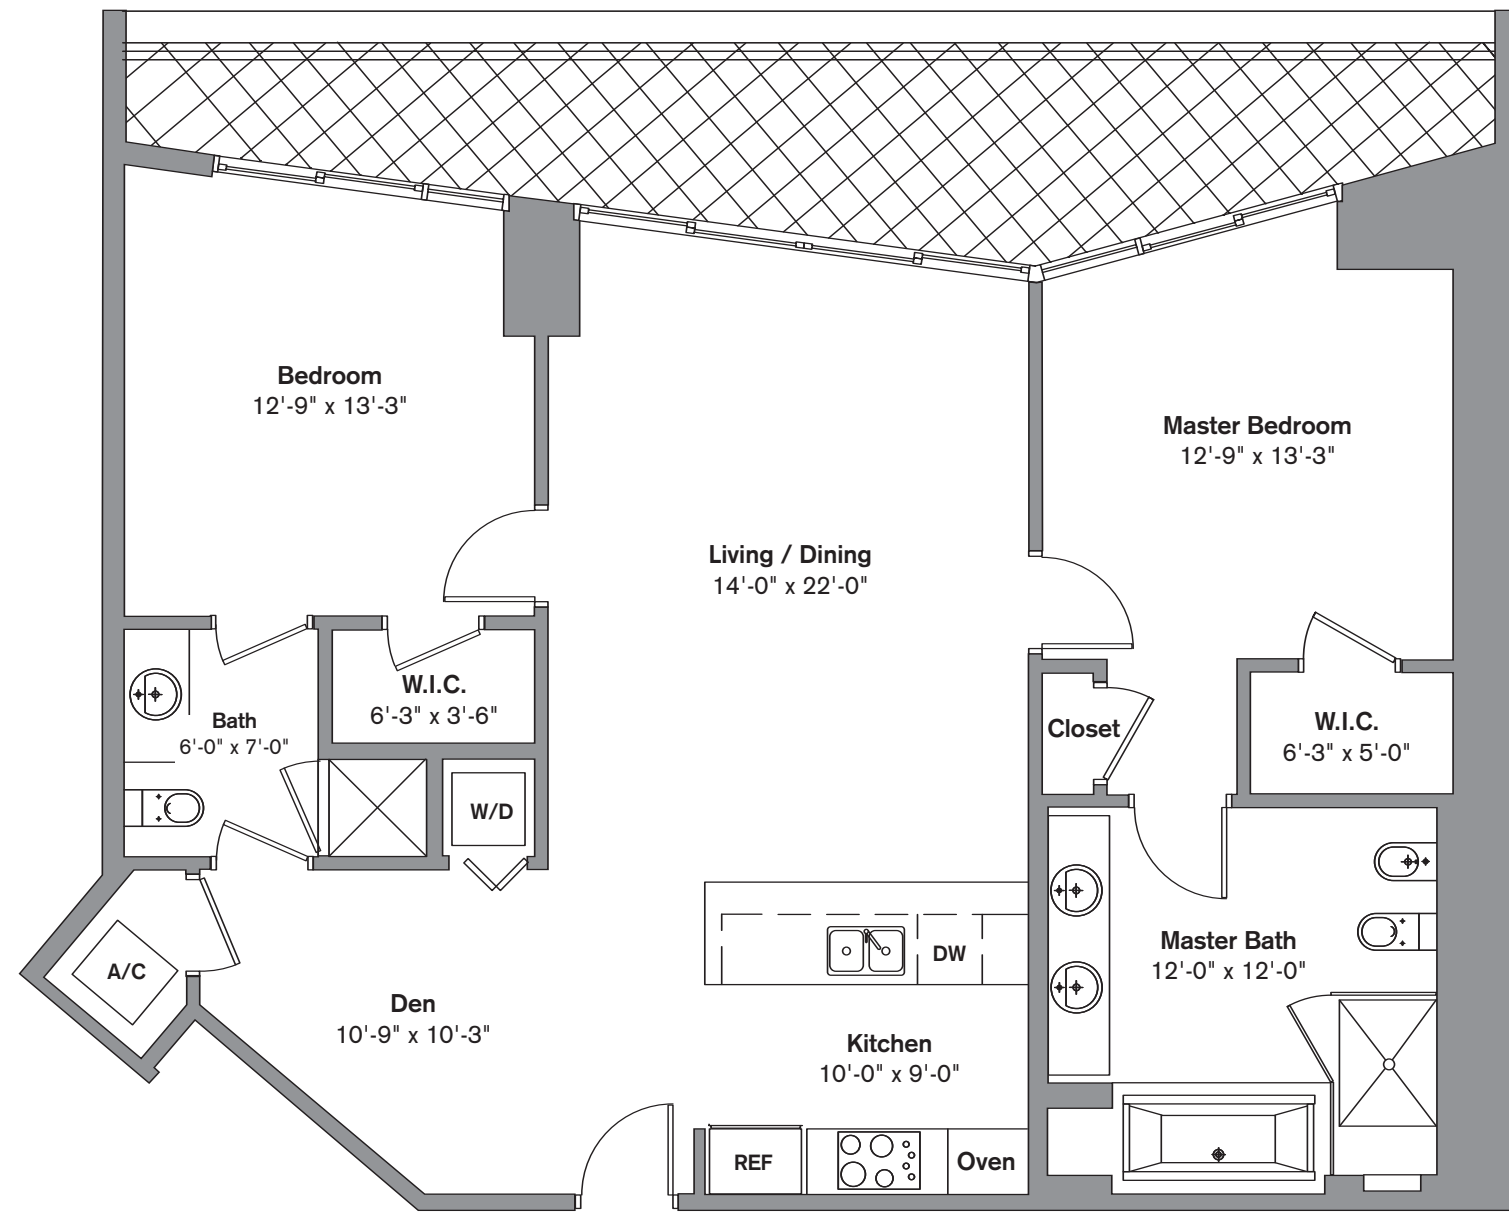 Bedroom
12'-9" x 13'-3"
Master Bedroom
12'-9" x 13'-3"
Living / Dining
14'-0" x 22'-0"
W.I.C.
6'-3" x 3'-6"
Bath
6'-0" x 7'-0"
Closet
W.I.C.
6'-3" x 5'-0"
W/D
A/C
DW
Master Bath
12'-0" x 12'-0"
Den
10'-9" x 10'-3"
Kitchen
10'-0" x 9'-0"
REF
Oven